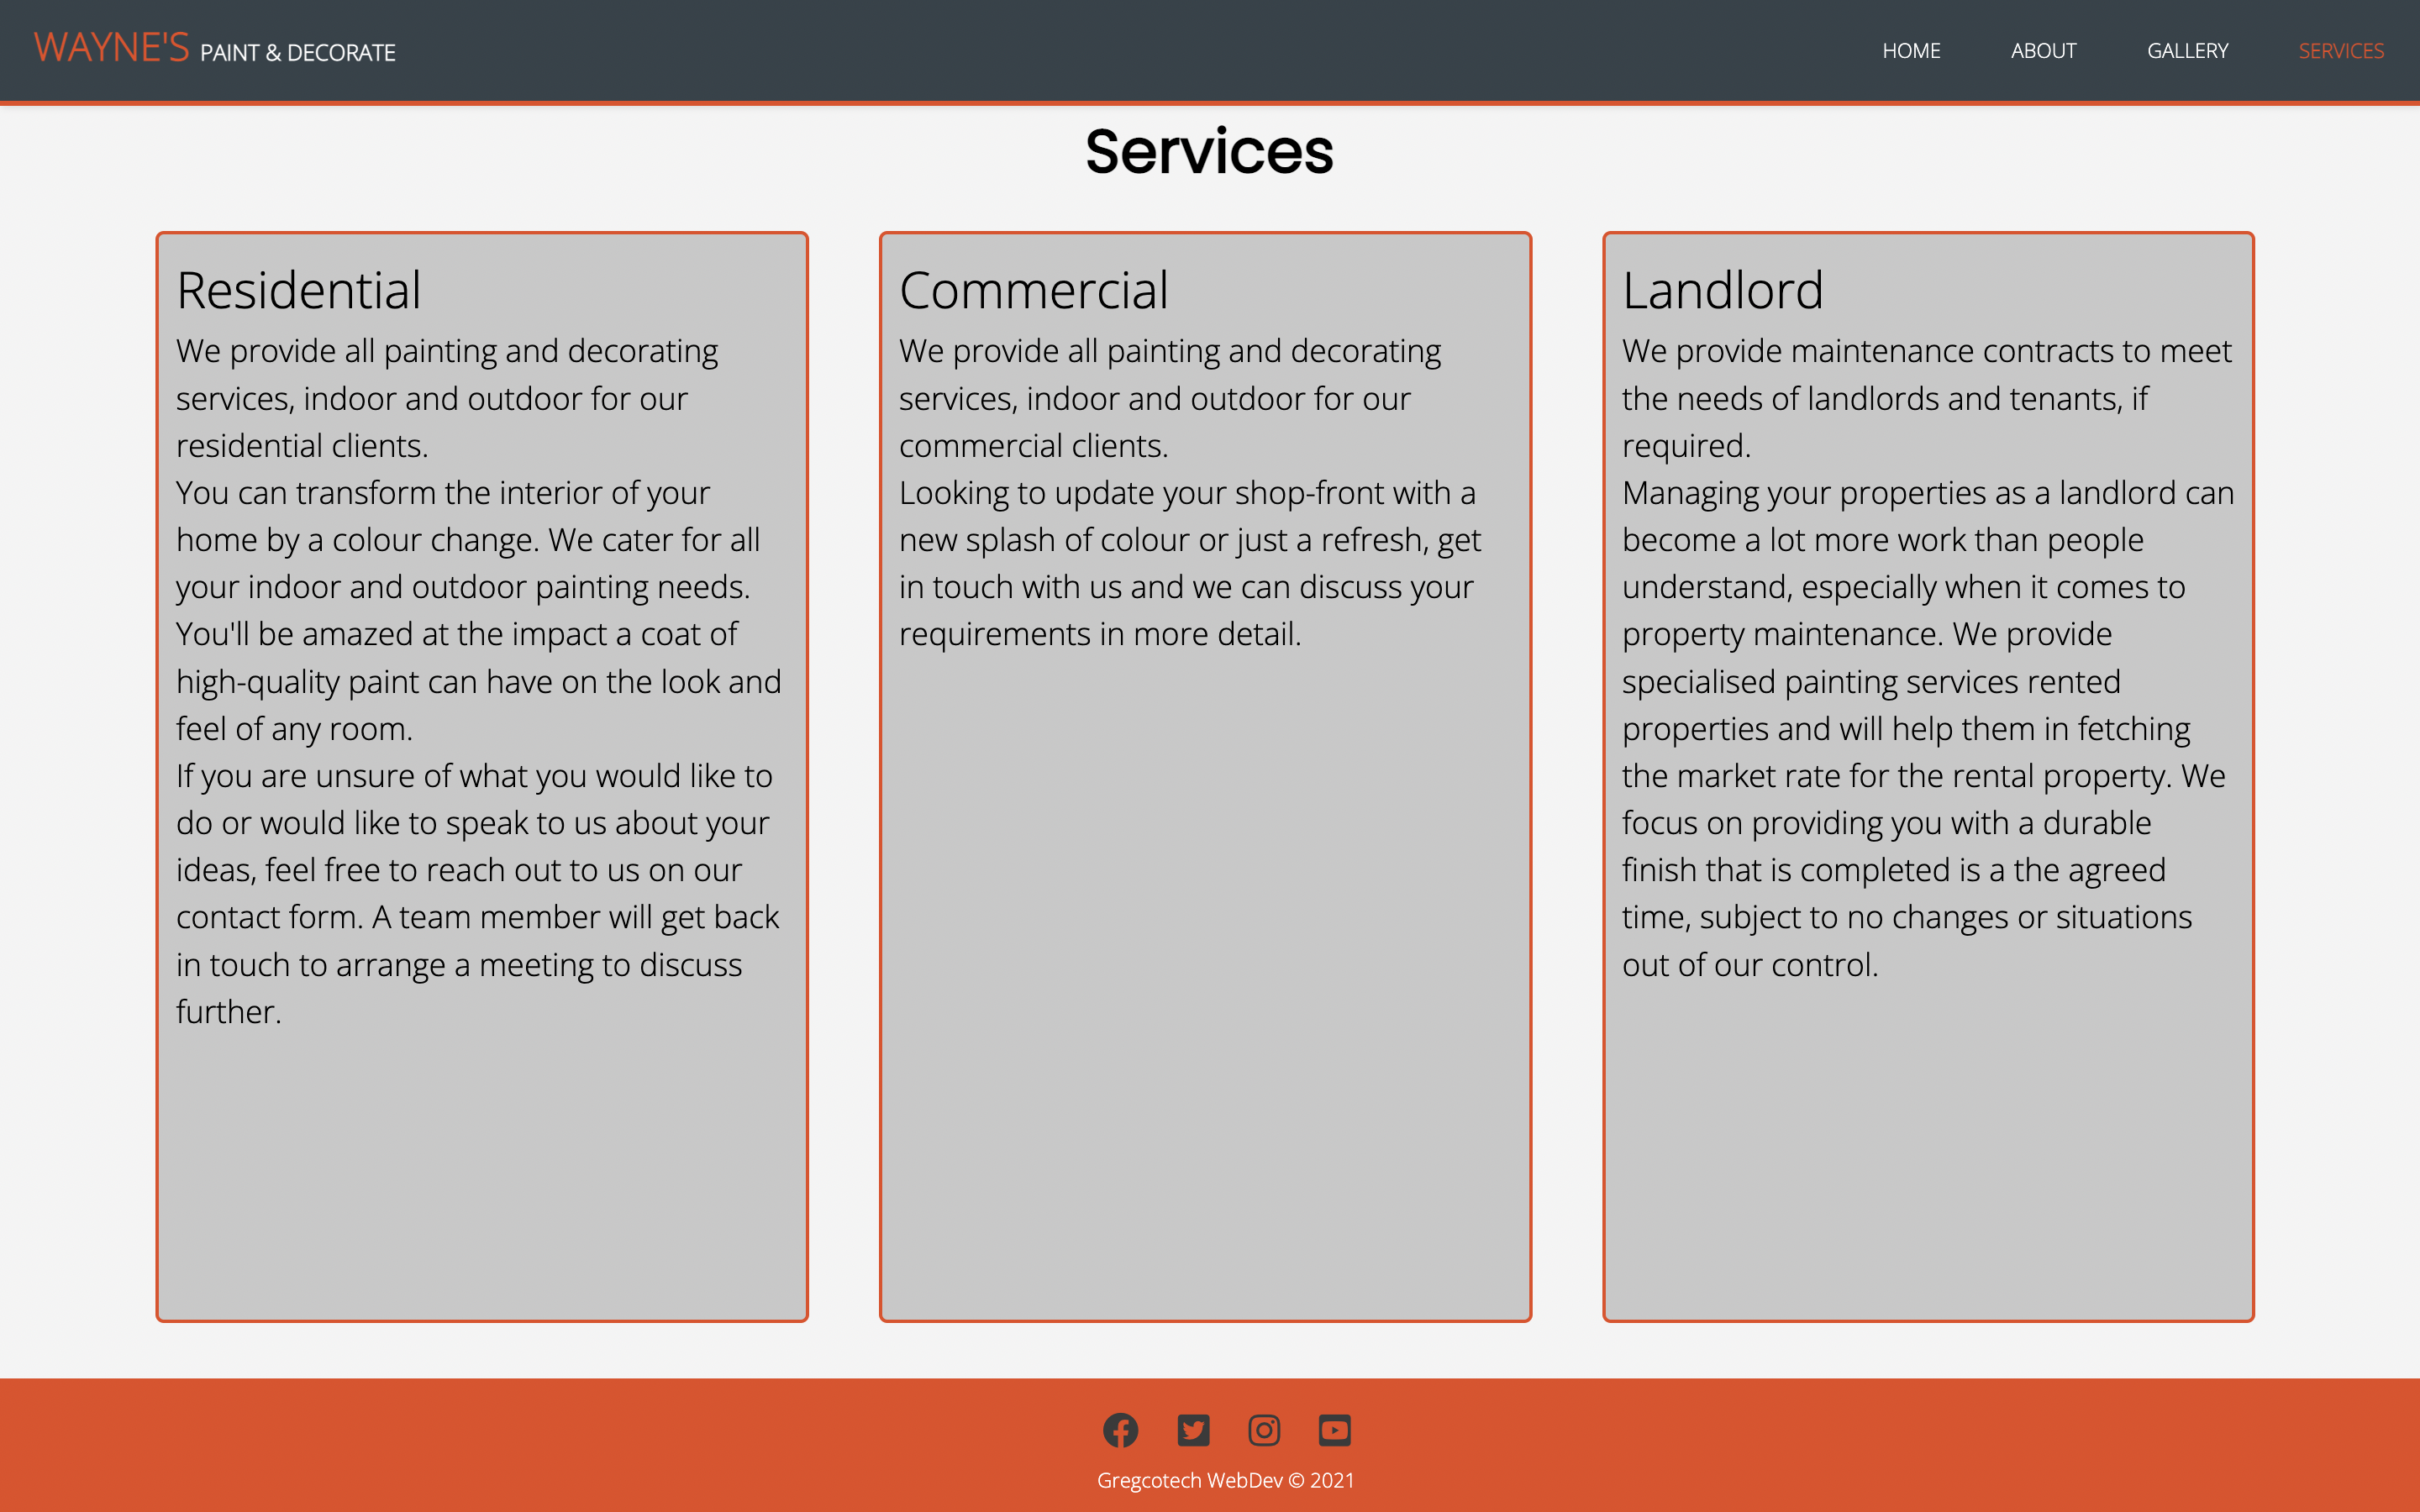 WAYNE'S PAINT & DECORATE
HOME
ABOUT
GALLERY
SERVICES
Services
Residential
We provide all painting and decorating
services, indoor and outdoor for our
residential clients.
You can transform the interior of your
home by a colour change. We cater for all
your indoor and outdoor painting needs.
You'll be amazed at the impact a coat of
high-quality paint can have on the look and
feel of any room.
If you are unsure of what you would like to
do or would like to speak to us about your
ideas, feel free to reach out to us on our
contact form. A team member will get back
in touch to arrange a meeting to discuss
further.
Commercial
We provide all painting and decorating
services, indoor and outdoor for our
commercial clients.
Looking to update your shop-front with a
new splash of colour or just a refresh, get
in touch with us and we can discuss your
requirements in more detail.
Landlord
We provide maintenance contracts to meet
the needs of landlords and tenants, if
required.
Managing your properties as a landlord can
become a lot more work than people
understand, especially when it comes to
property maintenance. We provide
specialised painting services rented
properties and will help them in fetching
the market rate for the rental property. We
focus on providing you with a durable
finish that is completed is a the agreed
time, subject to no changes or situations
out of our control.
Gregcotech WebDev © 2021